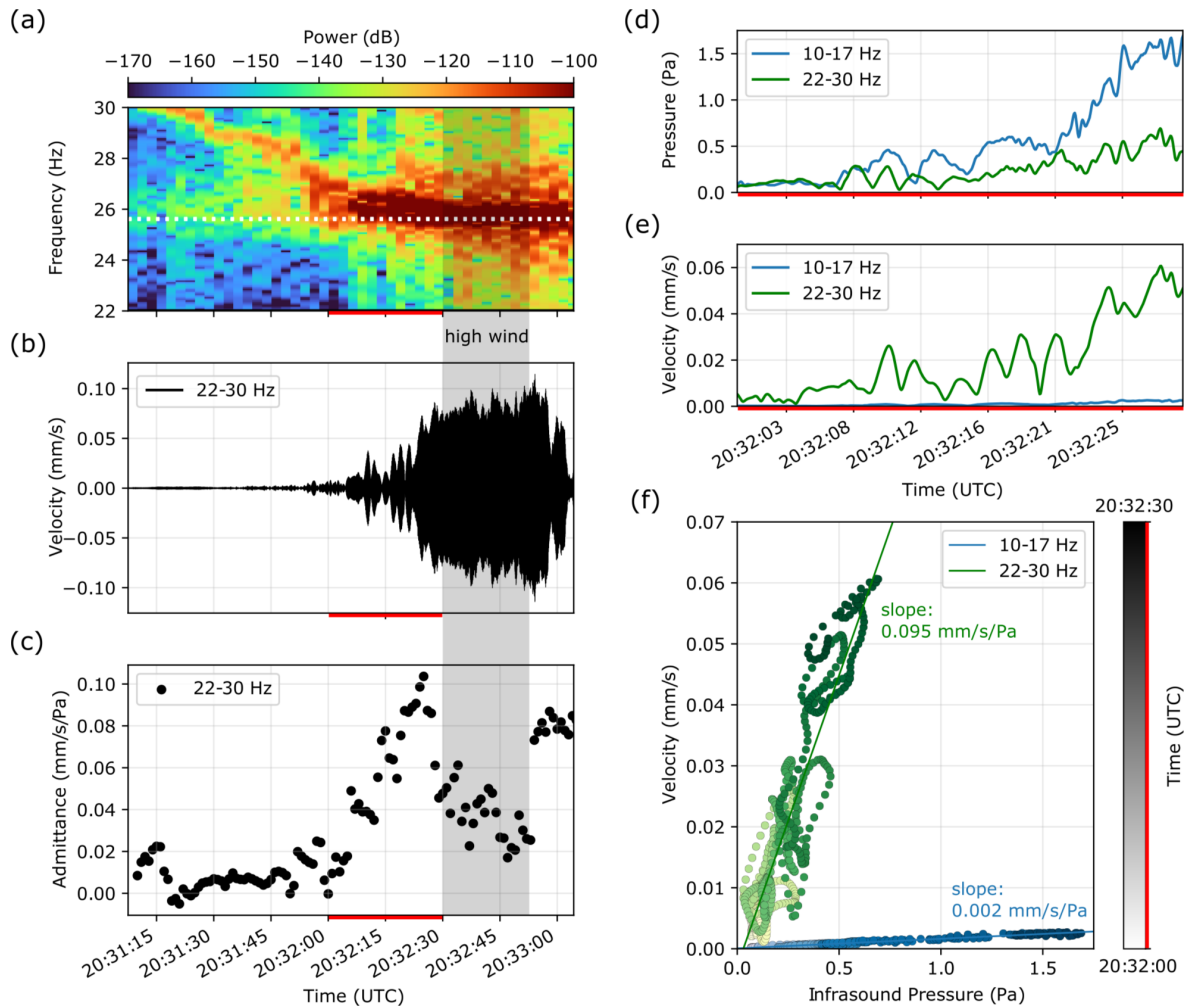 (a)
Power (dB)
−170 −160 −150 −140 −130 −120 −110 −100
30
28
26
24
22
Frequency (Hz)
high wind
(b)
22-30 Hz
0.10
0.05
0.00
−0.05
−0.10
Velocity (mm/s)
(c)
22-30 Hz
0.10
0.08
0.06
0.04
0.02
0.00
Admittance (mm/s/Pa)
20:31:15 20:31:30 20:31:45 20:32:00 20:32:15 20:32:30 20:32:45 20:33:00
Time (UTC)
(d)
10-17 Hz
22-30 Hz
1.5
1.0
0.5
0.0
Pressure (Pa)
(e)
10-17 Hz
22-30 Hz
0.06
0.04
0.02
0.00
Velocity (mm/s)
20:32:03 20:32:08 20:32:12 20:32:16 20:32:21 20:32:25
Time (UTC)
(f)
20:32:30
10-17 Hz
22-30 Hz
0.07
0.06
0.05
0.04
0.03
0.02
0.01
0.00
Velocity (mm/s)
slope:
0.095 mm/s/Pa
slope:
0.002 mm/s/Pa
Time (UTC)
20:32:00
0.0 0.5 1.0 1.5
Infrasound Pressure (Pa)